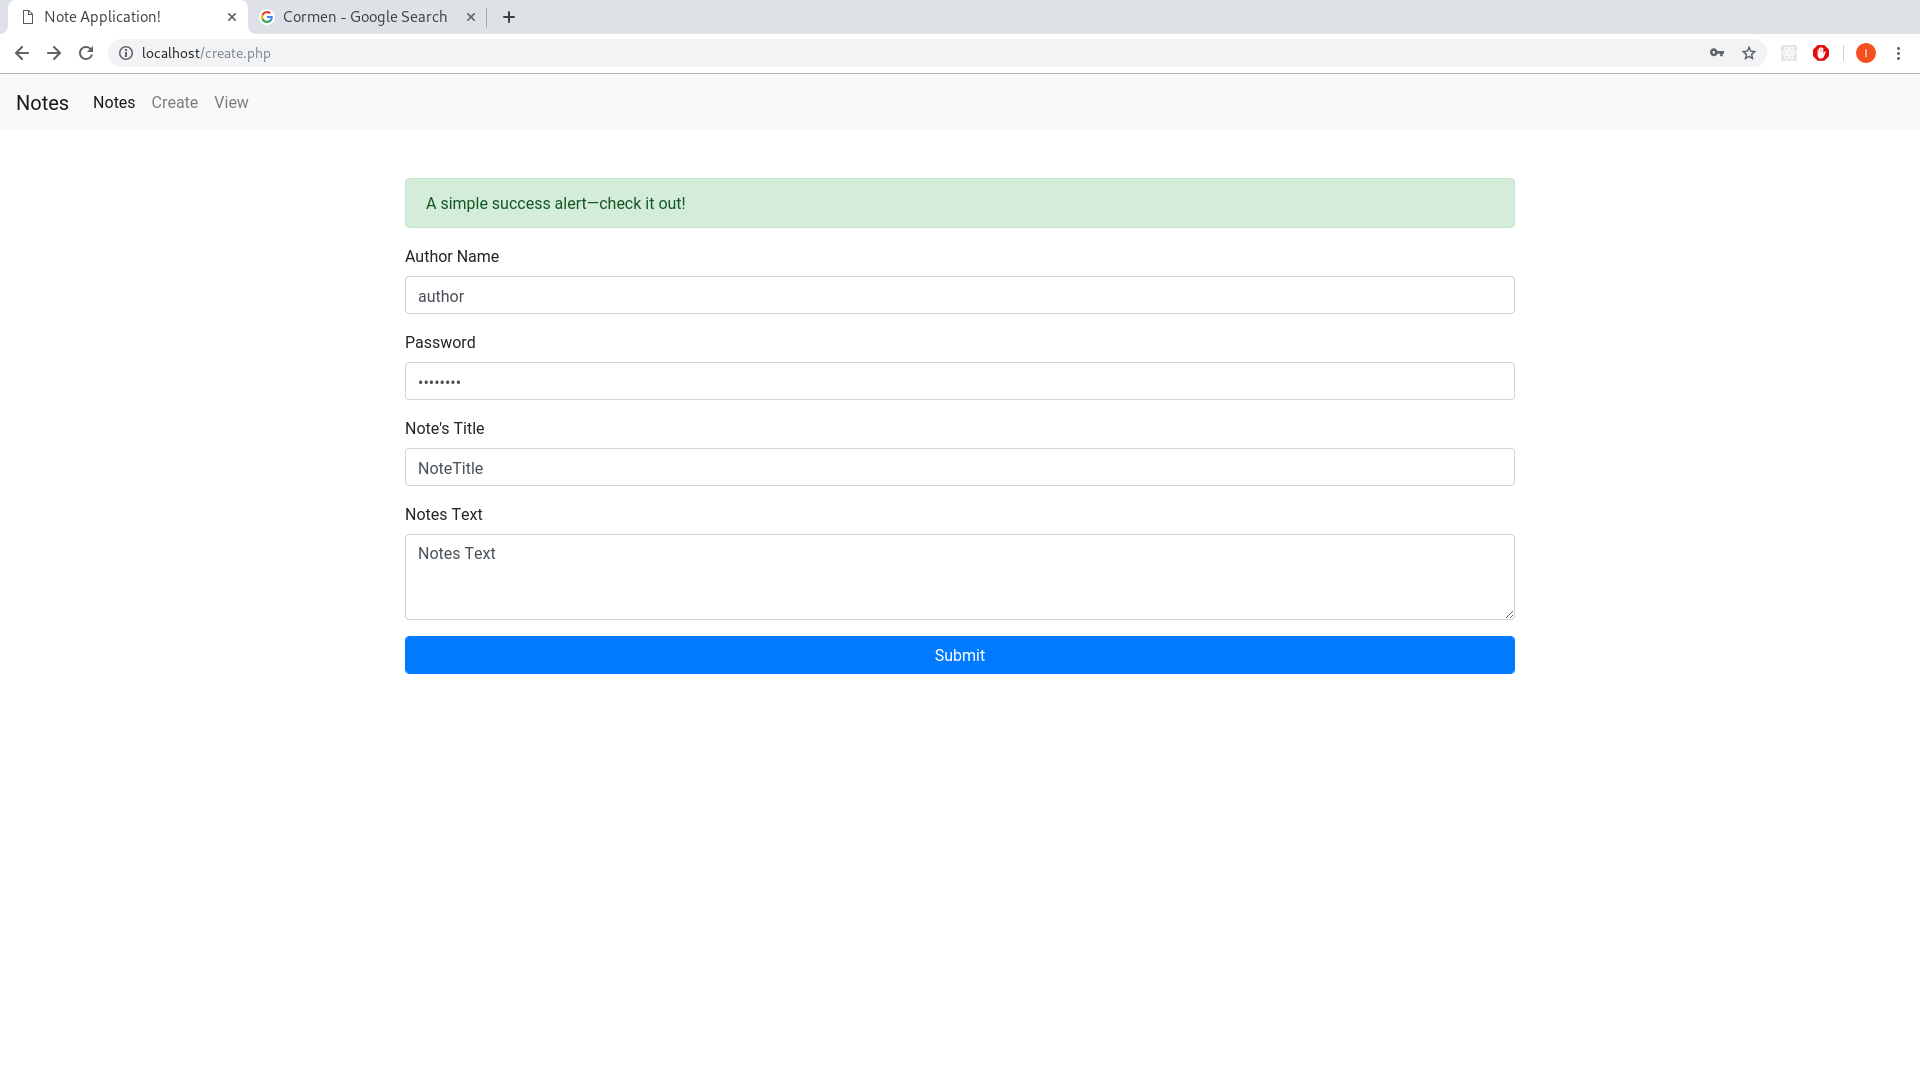 Note Application!
Cormen - Google Search
localhost/create.php
I
Notes Notes Create View
A simple success alert—check it out!
Author Name
author
Password
••••••••
Note's Title
NoteTitle
Notes Text
Notes Text
Submit